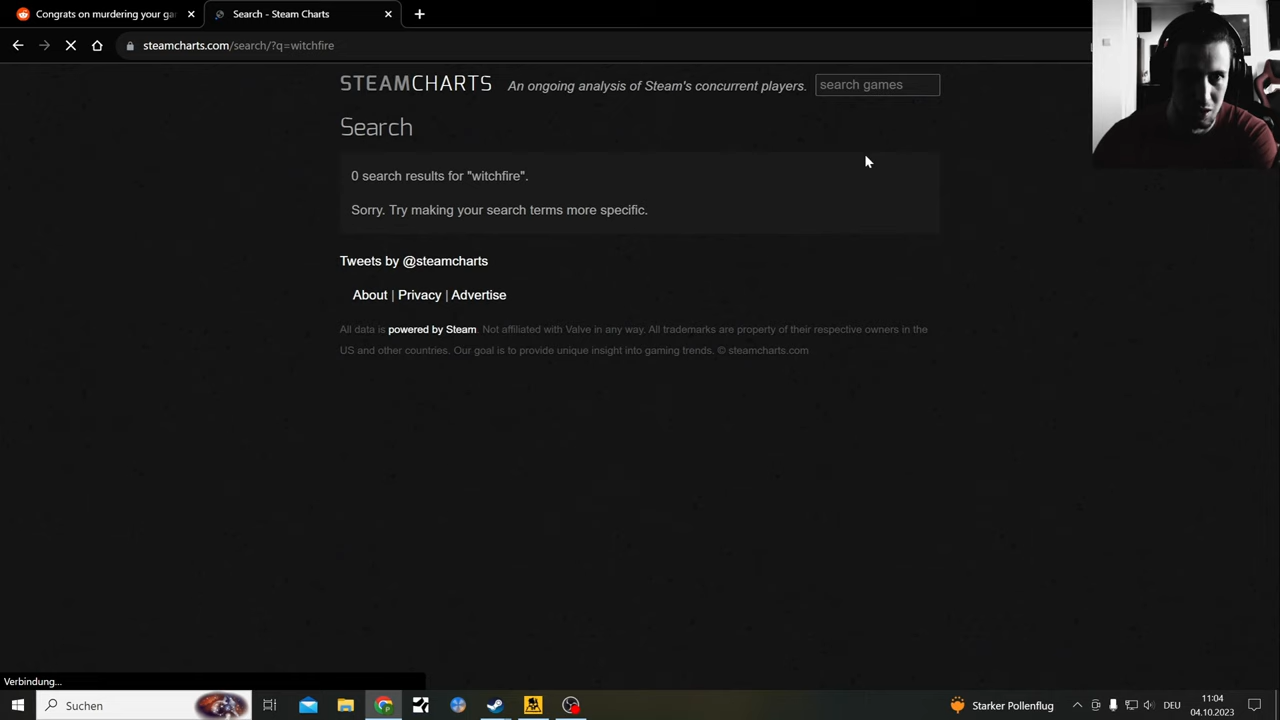 Congrats on murdering your ga
Search - Steam Charts
steamcharts.com/search/?q=witchfire
STEAMCHARTS An ongoing analysis of Steam's concurrent players. search games
Search
0 search results for "witchfire".
Sorry. Try making your search terms more specific.
Tweets by @steamcharts
About | Privacy | Advertise
All data is powered by Steam. Not affiliated with Valve in any way. All trademarks are property of their respective owners in the
US and other countries. Our goal is to provide unique insight into gaming trends. © steamcharts.com
Verbindung...
Suchen
Starker Pollenflug
DEU
11:04
04.10.2023